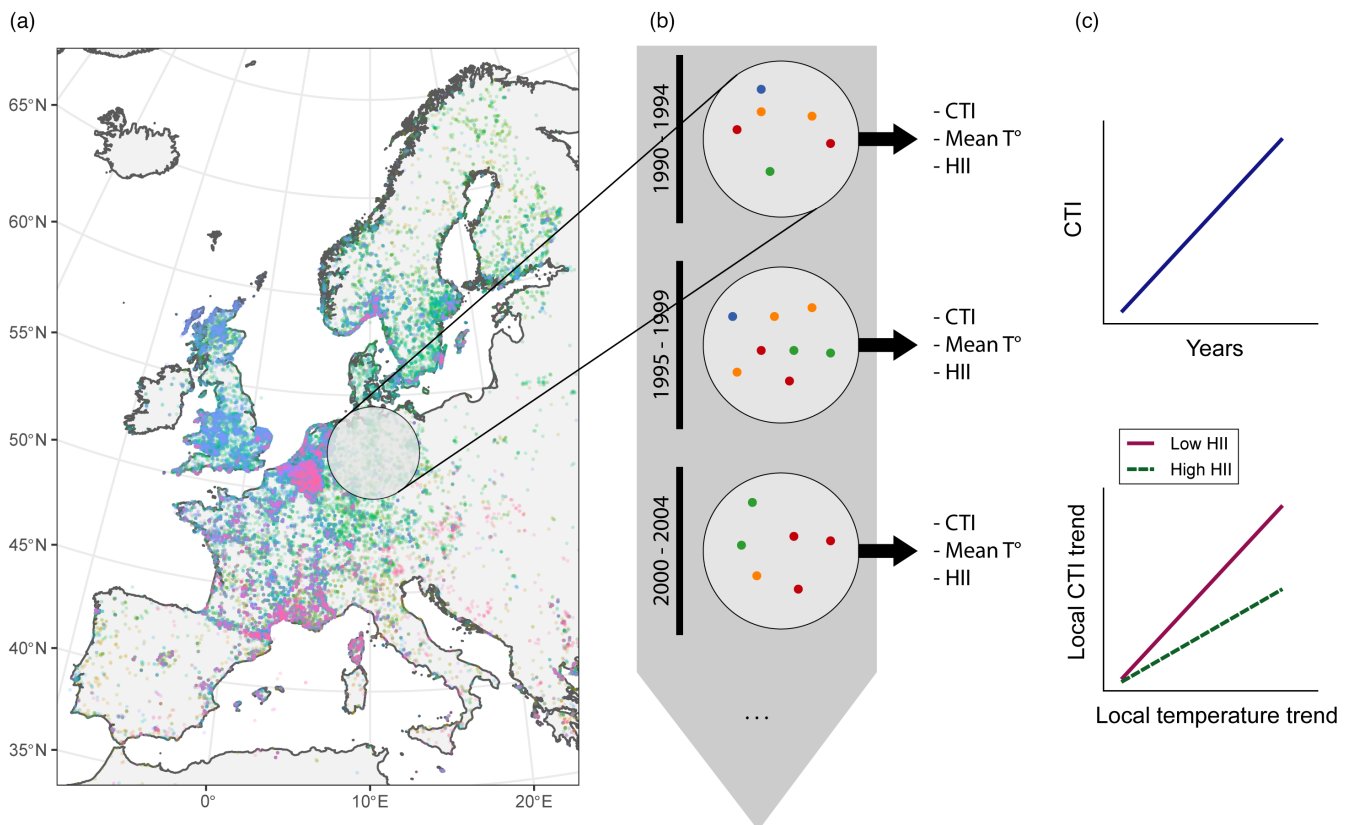 (a)
65°N
60°N
55°N
50°N
45°N
40°N
35°N
0°
10°E
20°E
(b)
1990 - 1994
- CTI
- Mean T°
- HII
1995 - 1999
- CTI
- Mean T°
- HII
2000 - 2004
- CTI
- Mean T°
- HII
...
(c)
CTI
Years
Low HII
High HII
Local CTI trend
Local temperature trend